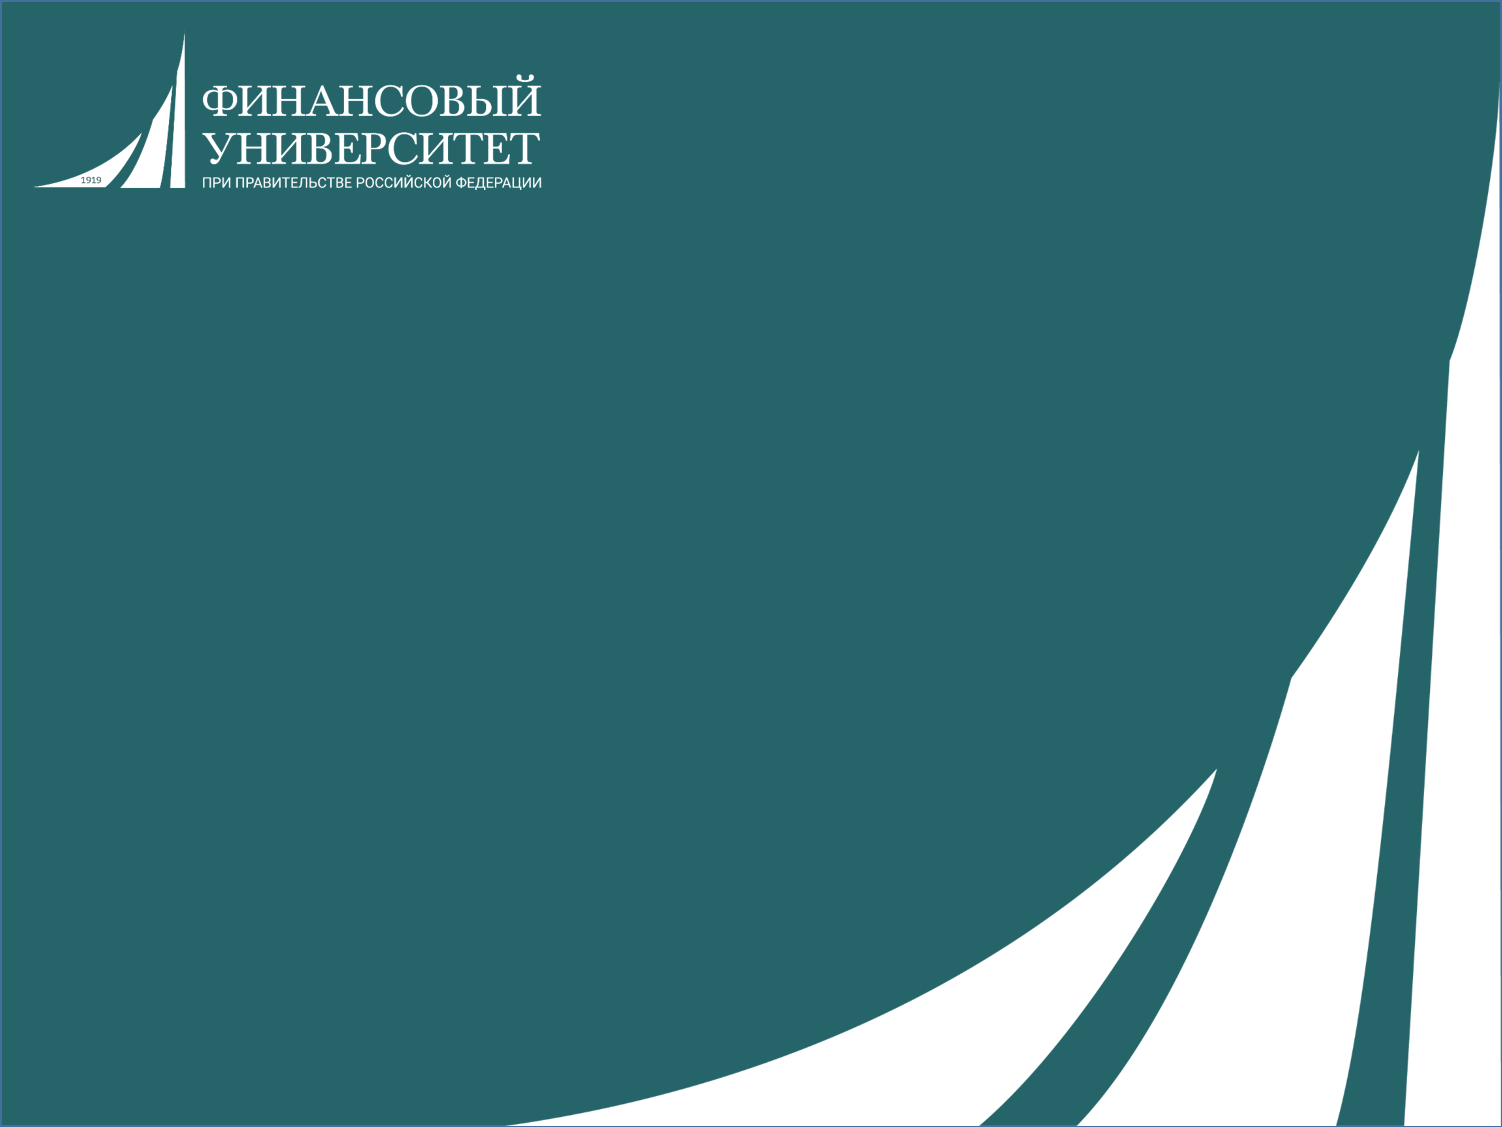 ФИНАНСОВЫЙ
УНИВЕРСИТЕТ
ПРИ ПРАВИТЕЛЬСТВЕ РОССИЙСКОЙ ФЕДЕРАЦИИ
1919